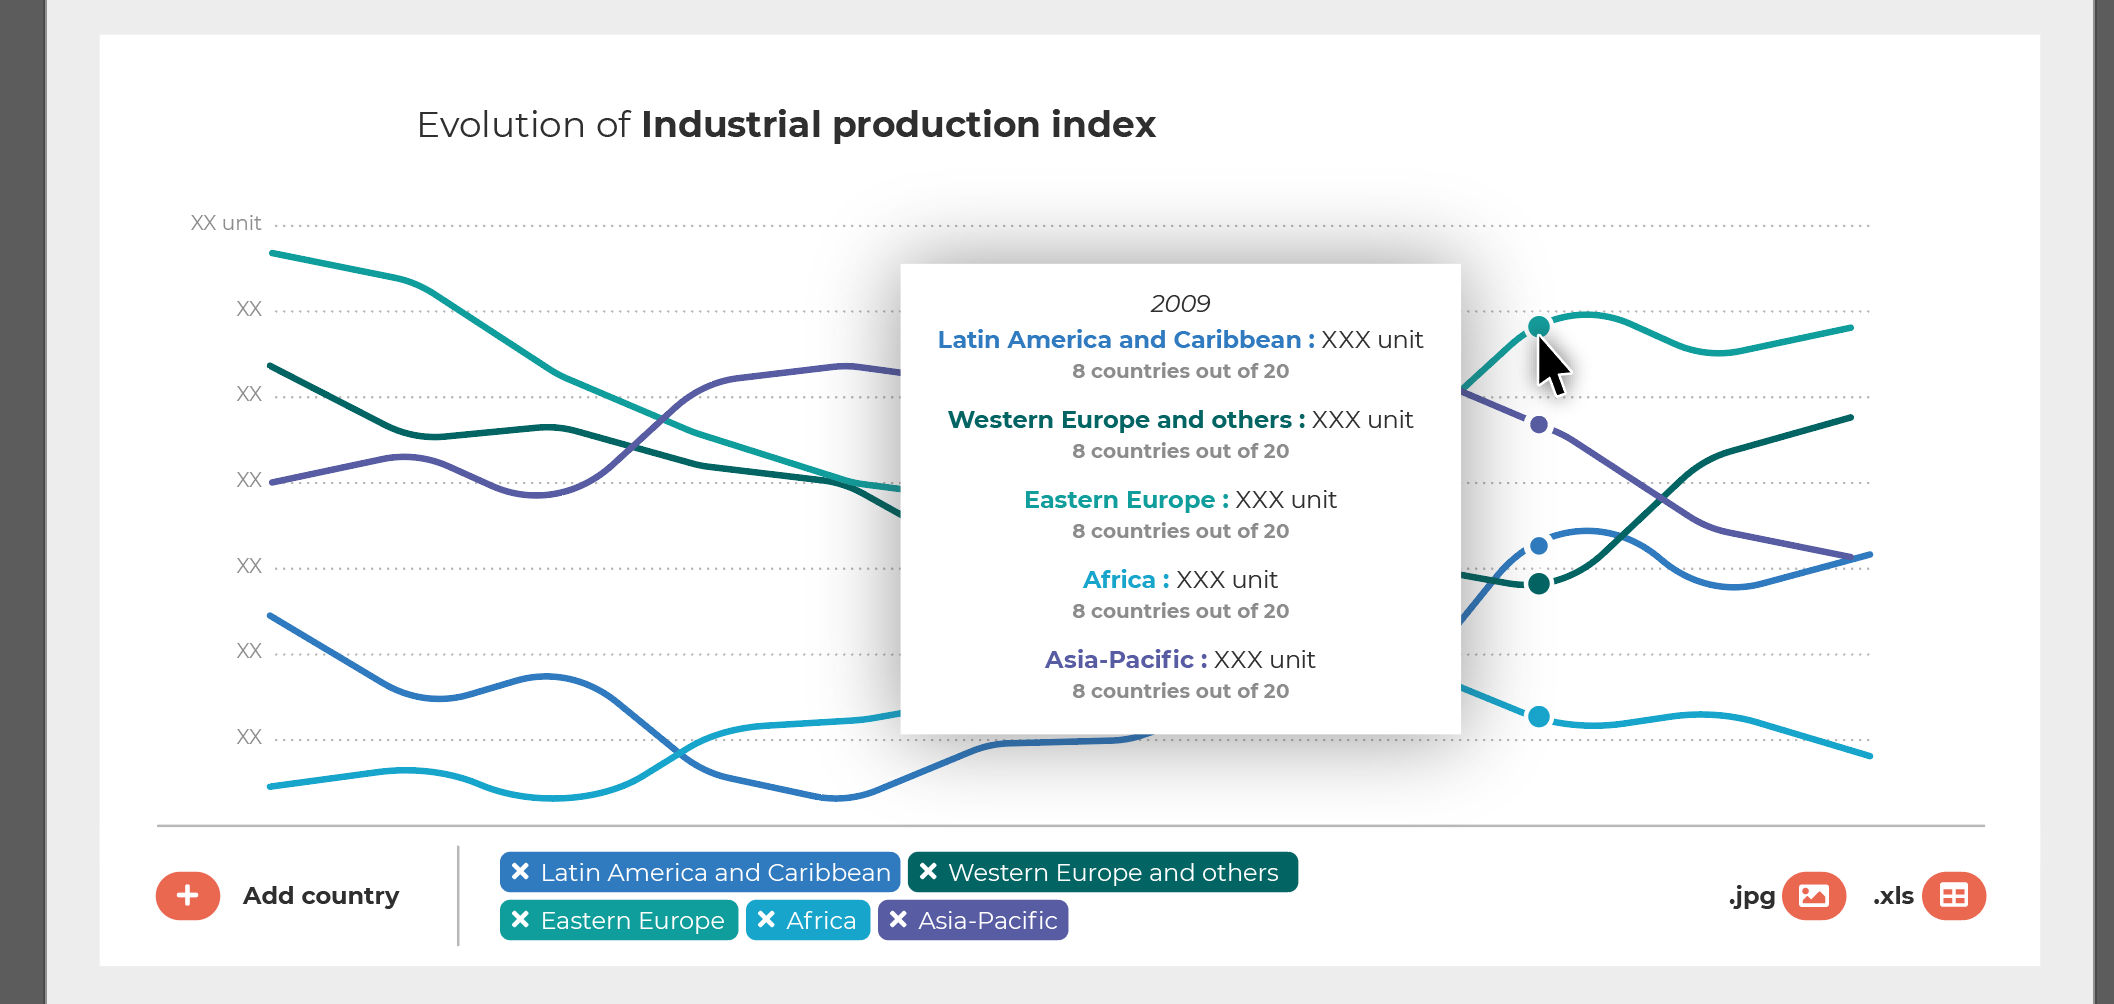 Evolution of Industrial production index
XX unit
XX
XX
XX
XX
XX
XX
2009
Latin America and Caribbean : XXX unit
8 countries out of 20
Western Europe and others : XXX unit
8 countries out of 20
Eastern Europe : XXX unit
8 countries out of 20
Africa : XXX unit
8 countries out of 20
Asia-Pacific : XXX unit
8 countries out of 20
Add country
Latin America and Caribbean
Western Europe and others
Eastern Europe
Africa
Asia-Pacific
.jpg
.xls